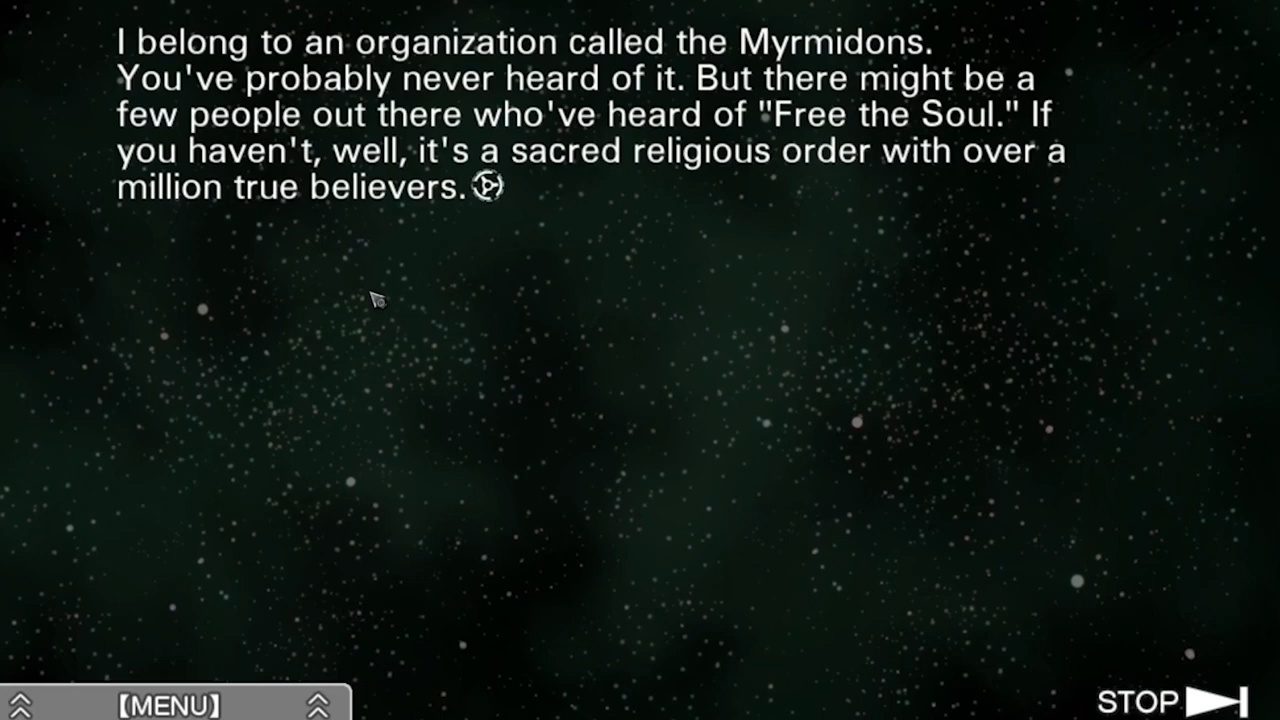 I belong to an organization called the Myrmidons.
You've probably never heard of it. But there might be a
few people out there who've heard of "Free the Soul." If
you haven't, well, it's a sacred religious order with over a
million true believers.
【MENU】
STOP